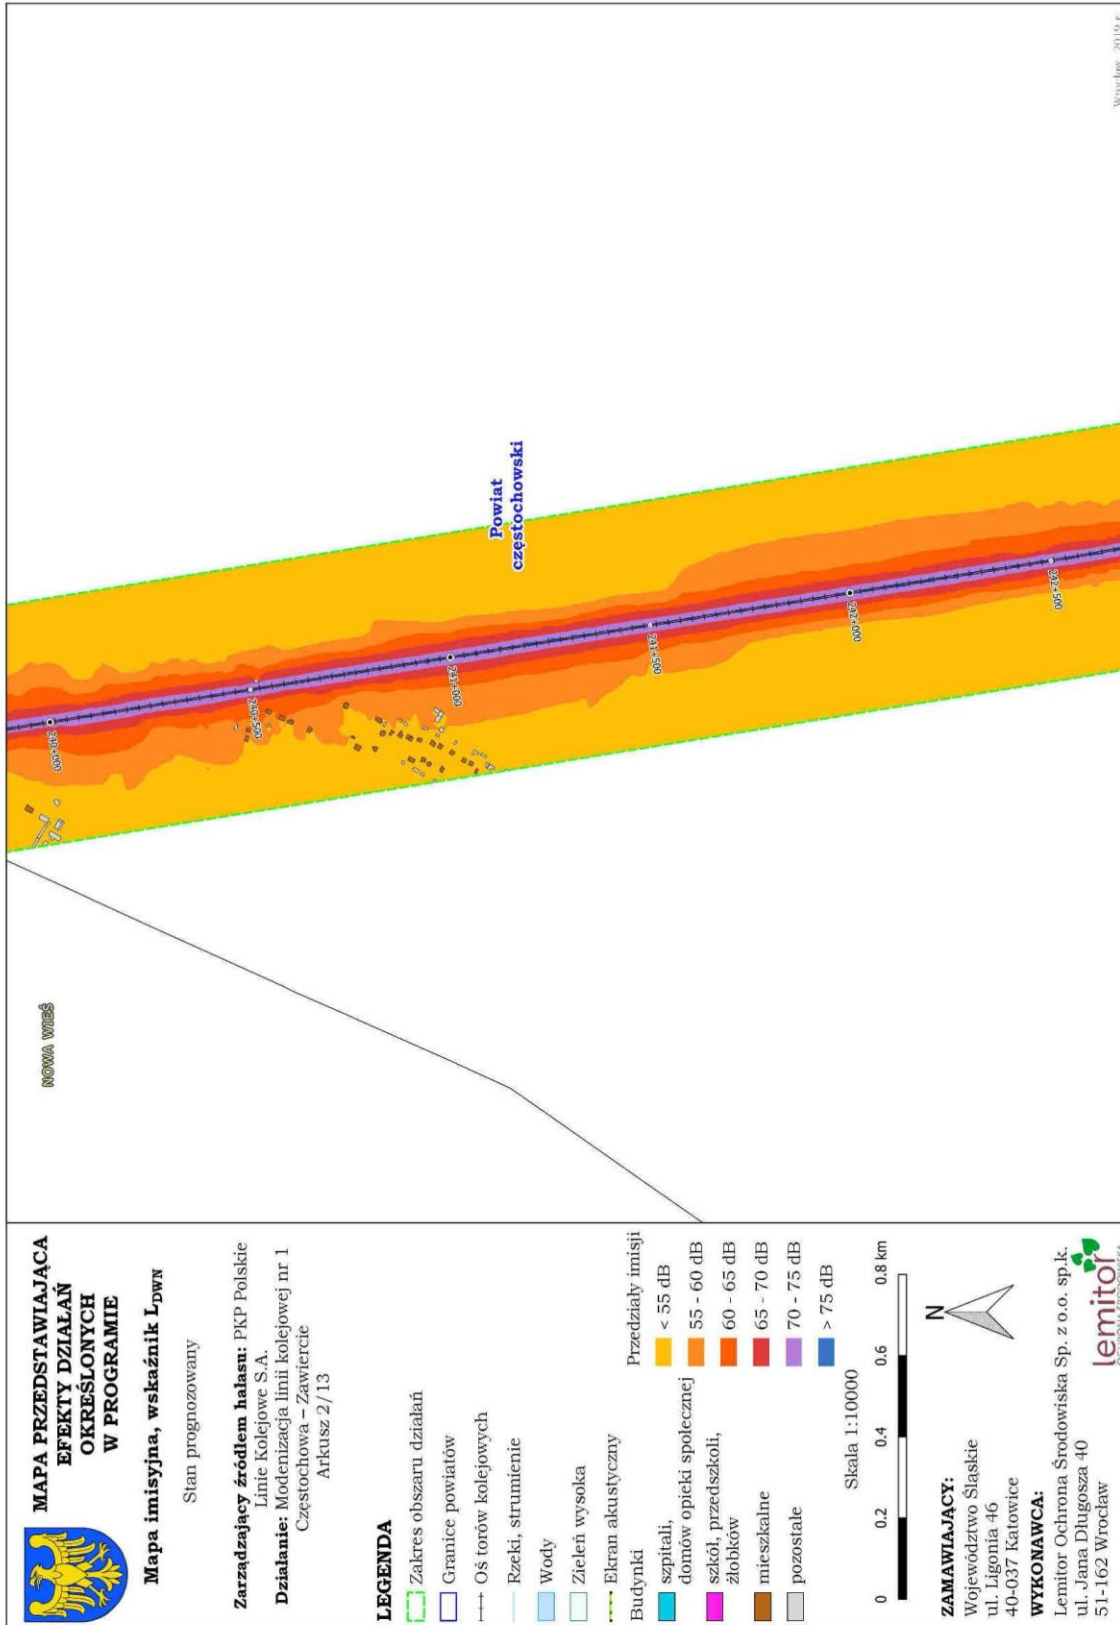 MAPA PRZEDSTAWIAJĄCA
EFEKTY DZIAŁAŃ
OKREŚLONYCH
W PROGRAMIE
Mapa imisyjna, wskaźnik LDWN
Stan prognozowany
Zarządzający źródłem hałasu: PKP Polskie
Linie Kolejowe S.A.
Działanie: Modenizacja linii kolejowej nr 1
Częstochowa – Zawiercie
Arkusz 2/13
LEGENDA
Zakres obszaru działań
Granice powiatów
Oś torów kolejowych
Rzeki, strumienie
Wody
Zieleń wysoka
Ekran akustyczny
Budynki
szpitali,
domów opieki społecznej
szkół, przedszkoli,
żłobków
mieszkalne
pozostałe
Przedziały imisji
< 55 dB
55 - 60 dB
60 - 65 dB
65 - 70 dB
70 - 75 dB
> 75 dB
Skala 1:10000
0 0.2 0.4 0.6 0.8 km
N
ZAMAWIAJĄCY:
Województwo Śląskie
ul. Ligonia 46
40-037 Katowice
WYKONAWCA:
Lemitor Ochrona Środowiska Sp. z o.o. sp.k.
ul. Jana Długosza 40
51-162 Wrocław
lemitor
NOWA WIEŚ
Powiat
częstochowski
240+000
240+500
241+000
241+500
242+000
242+500
Wrocław, 2019 r.